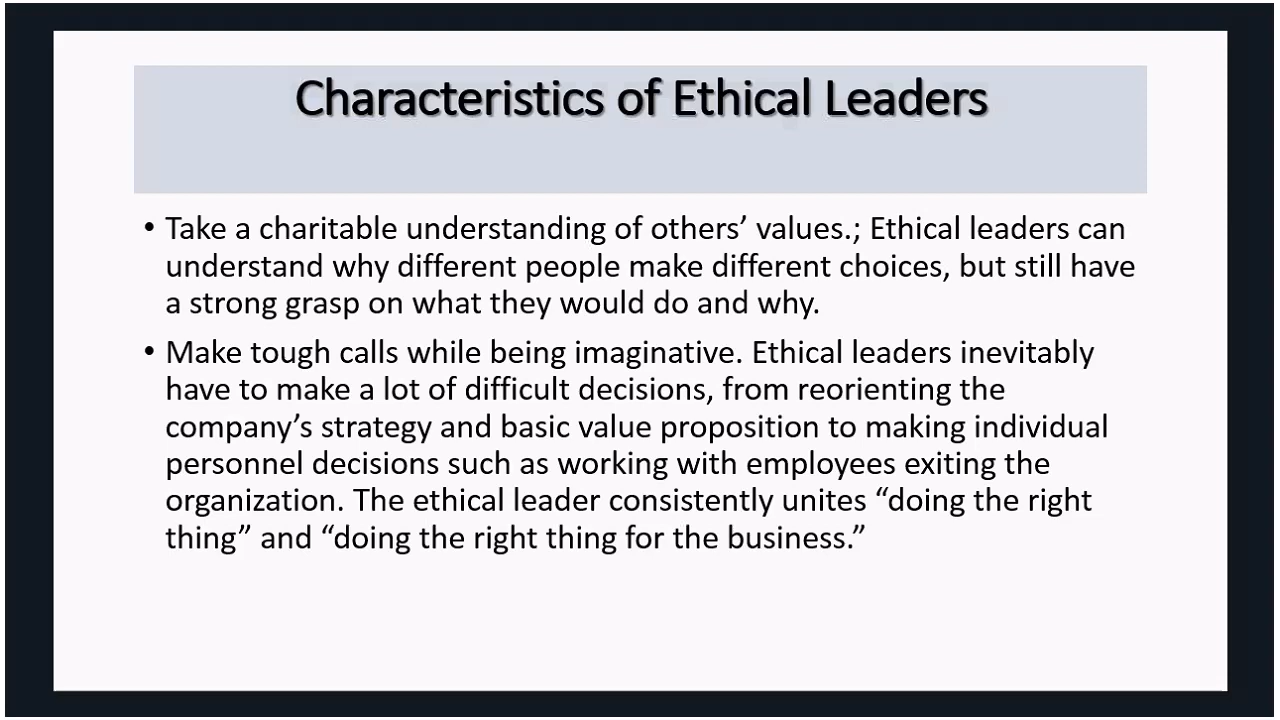 Characteristics of Ethical Leaders
• Take a charitable understanding of others’ values.; Ethical leaders can
understand why different people make different choices, but still have
a strong grasp on what they would do and why.
• Make tough calls while being imaginative. Ethical leaders inevitably
have to make a lot of difficult decisions, from reorienting the
company’s strategy and basic value proposition to making individual
personnel decisions such as working with employees exiting the
organization. The ethical leader consistently unites “doing the right
thing” and “doing the right thing for the business.”